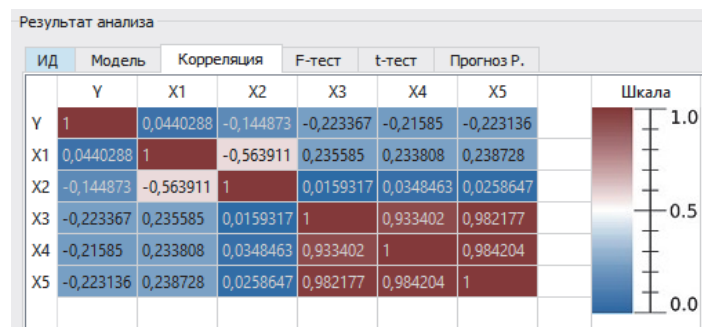 Результат анализа
ИД Модель Корреляция F-тест t-тест Прогноз Р.
Y X1 X2 X3 X4 X5 Шкала
Y 1 0,0440288 -0,144873 -0,223367 -0,21585 -0,223136 1.0
X1 0,0440288 1 -0,563911 0,235585 0,233808 0,238728
X2 -0,144873 -0,563911 1 0,0159317 0,0348463 0,0258647
X3 -0,223367 0,235585 0,0159317 1 0,933402 0,982177 0.5
X4 -0,21585 0,233808 0,0348463 0,933402 1 0,984204
X5 -0,223136 0,238728 0,0258647 0,982177 0,984204 1
0.0